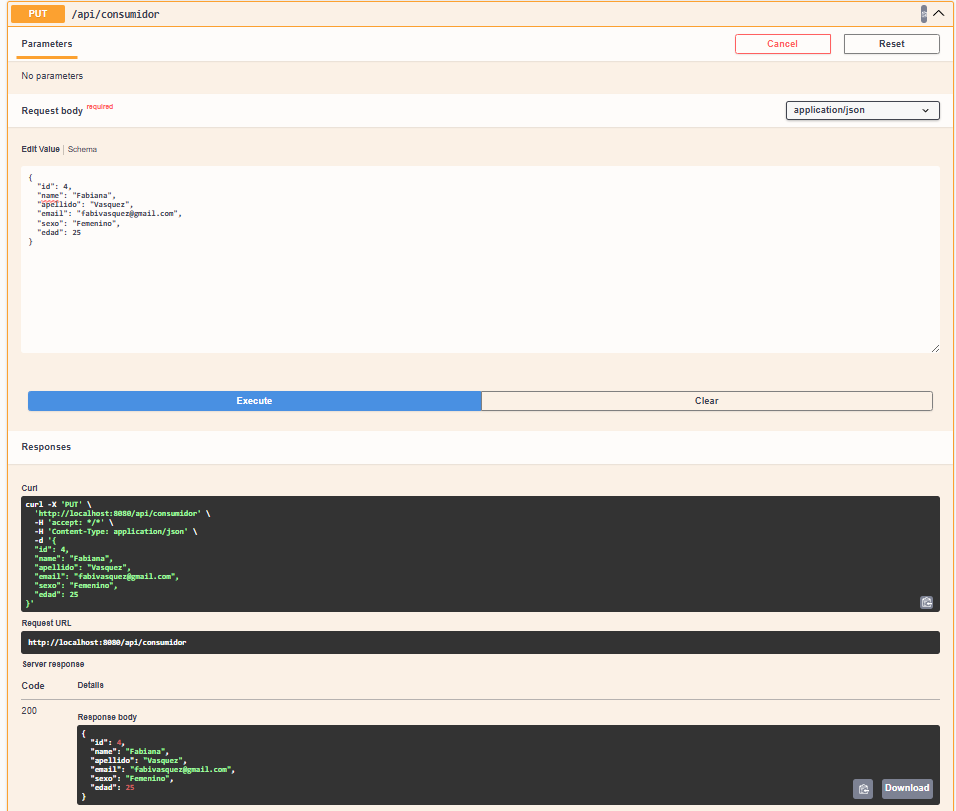 PUT /api/consumidor
Parameters
Cancel
Reset
No parameters
Request body required
application/json
Edit Value | Schema
{
"id": 4,
"name": "Fabiana",
"apellido": "Vasquez",
"email": "fabivasquez@gmail.com",
"sexo": "Femenino",
"edad": 25
}
Execute
Clear
Responses
Curl
curl -X 'PUT' \
'http://localhost:8080/api/consumidor' \
-H 'accept: */*' \
-H 'Content-Type: application/json' \
-d '{
"id": 4,
"name": "Fabiana",
"apellido": "Vasquez",
"email": "fabivasquez@gmail.com",
"sexo": "Femenino",
"edad": 25
}'
Request URL
http://localhost:8080/api/consumidor
Server response
Code Details
200
Response body
{
"id": 4,
"name": "Fabiana",
"apellido": "Vasquez",
"email": "fabivasquez@gmail.com",
"sexo": "Femenino",
"edad": 25
}
Download